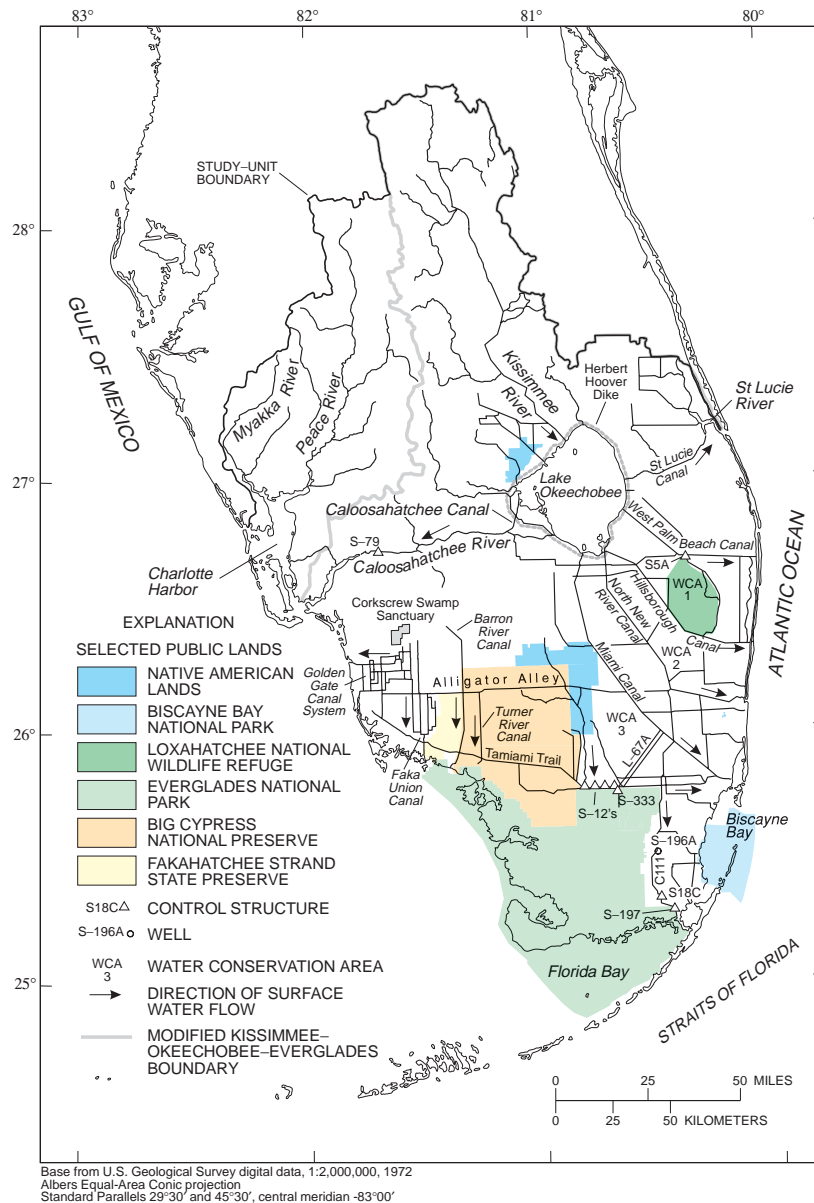 83°
82°
81°
80°
STUDY–UNIT
BOUNDARY
28°
GULF OF MEXICO
Myakka River
Peace River
Kissimmee
River
Herbert
Hoover
Dike
St Lucie
River
27°
Lake
Okeechobee
St Lucie
Canal
Caloosahatchee Canal
S–79
Caloosahatchee River
West Palm
Beach Canal
S5A
Charlotte
Harbor
WCA
1
Hillsborough
Canal
North New
River Canal
ATLANTIC OCEAN
Corkscrew Swamp
Sanctuary
Barron
River
Canal
Miami Canal
WCA
2
Golden
Gate
Canal
System
Alligator Alley
26°
Turner
River
Canal
WCA
3
L–67A
Tamiami Trail
Faka
Union
Canal
S–12's
S–333
Biscayne
Bay
S–196A
C111
S18C
S–197
25°
Florida Bay
STRAITS OF FLORIDA
EXPLANATION
SELECTED PUBLIC LANDS
NATIVE AMERICAN
LANDS
BISCAYNE BAY
NATIONAL PARK
LOXAHATCHEE NATIONAL
WILDLIFE REFUGE
EVERGLADES NATIONAL
PARK
BIG CYPRESS
NATIONAL PRESERVE
FAKAHATCHEE STRAND
STATE PRESERVE
S18C CONTROL STRUCTURE
S–196A WELL
WCA
3
WATER CONSERVATION AREA
DIRECTION OF SURFACE
WATER FLOW
MODIFIED KISSIMMEE–
OKEECHOBEE–EVERGLADES
BOUNDARY
0 25 50 MILES
0 25 50 KILOMETERS
Base from U.S. Geological Survey digital data, 1:2,000,000, 1972
Albers Equal-Area Conic projection
Standard Parallels 29°30′ and 45°30′, central meridian -83°00′